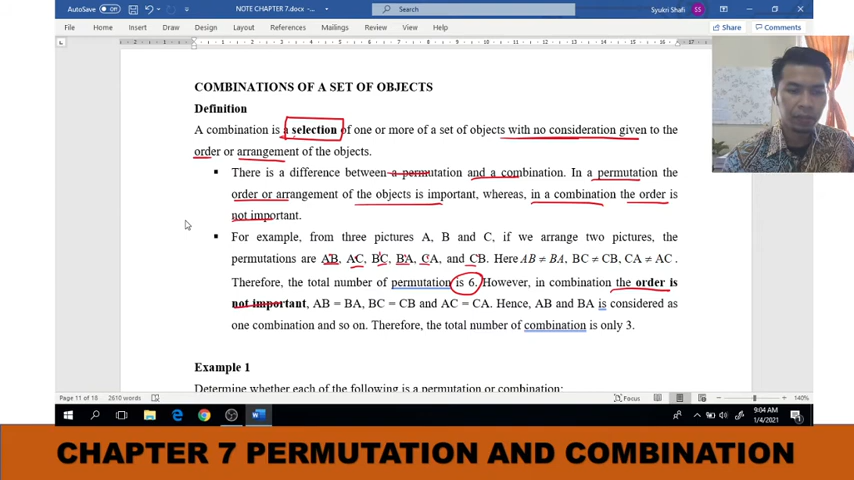 AutoSave Off NOTE CHAPTER 7.docx - ... Search Syukri Shafi SS
File Home Insert Draw Design Layout References Mailings Review View Help Share Comments
COMBINATIONS OF A SET OF OBJECTS
Definition
A combination is a selection of one or more of a set of objects with no consideration given to the
order or arrangement of the objects.
There is a difference between a permutation and a combination. In a permutation the
order or arrangement of the objects is important, whereas, in a combination the order is
not important.
For example, from three pictures A, B and C, if we arrange two pictures, the
permutations are AB, AC, BC, BA, CA, and CB. Here AB ≠ BA, BC ≠ CB, CA ≠ AC.
Therefore, the total number of permutation is 6. However, in combination the order is
not important, AB = BA, BC = CB and AC = CA. Hence, AB and BA is considered as
one combination and so on. Therefore, the total number of combination is only 3.
Example 1
Determine whether each of the following is a permutation or combination:
Page 11 of 18 2610 words Focus 140%
9:04 AM
1/4/2021
CHAPTER 7 PERMUTATION AND COMBINATION